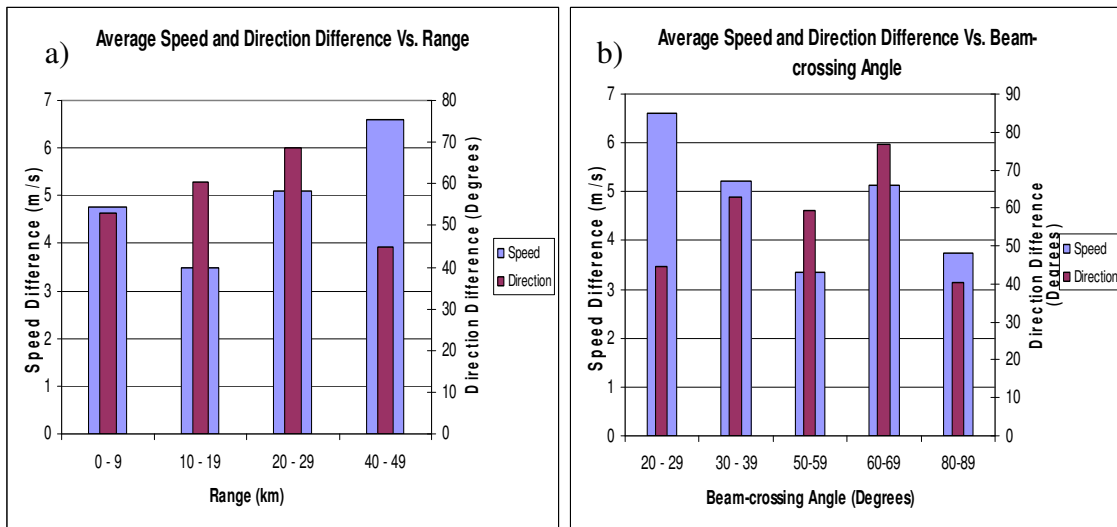 a)
Average Speed and Direction Difference Vs. Range
7
6
5
4
3
2
1
0
Speed Difference (m/s)
80
70
60
50
40
30
20
10
0
Direction Difference (Degrees)
0 - 9 10 - 19 20 - 29 40 - 49
Range (km)
Speed
Direction
b)
Average Speed and Direction Difference Vs. Beam-
crossing Angle
7
6
5
4
3
2
1
0
Speed Difference (m/s)
90
80
70
60
50
40
30
20
10
0
Direction Difference
(Degrees)
20 - 29 30 - 39 50-59 60-69 80-89
Beam-crossing Angle (Degrees)
Speed
Direction